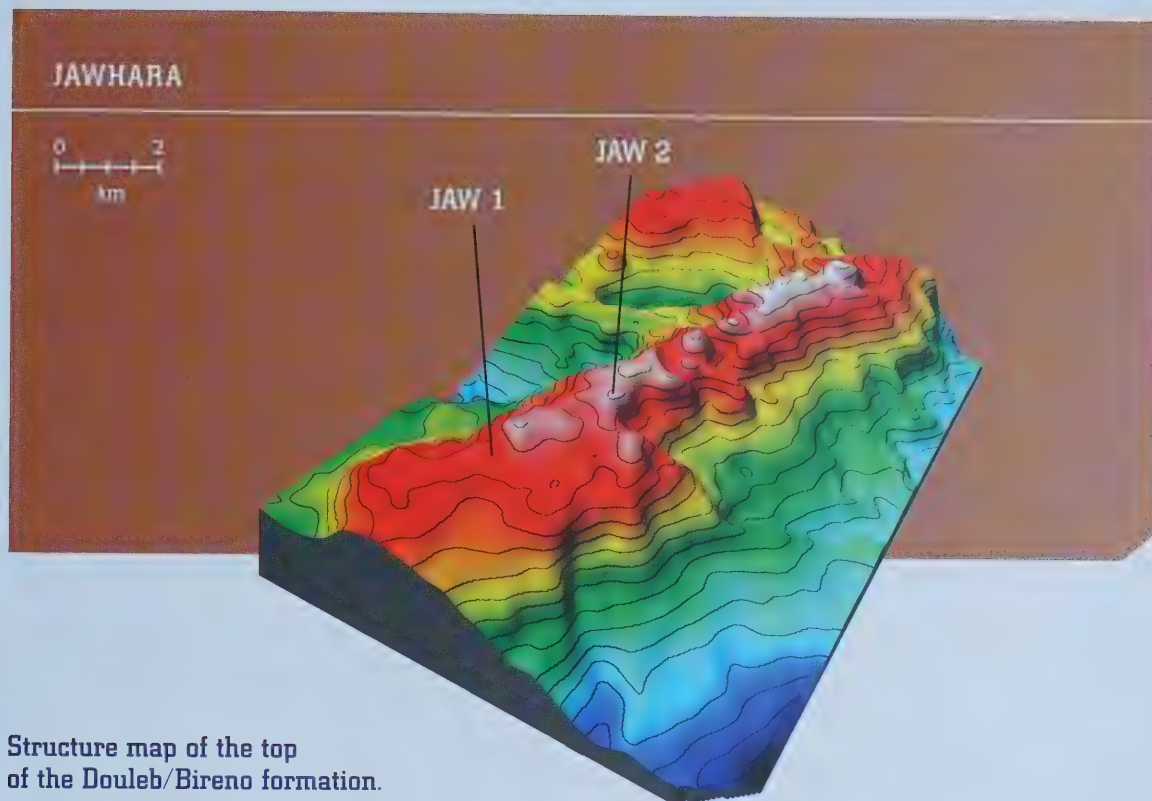 JAWHARA
0 2
km
JAW 2
JAW 1
Structure map of the top
of the Douleb/Bireno formation.